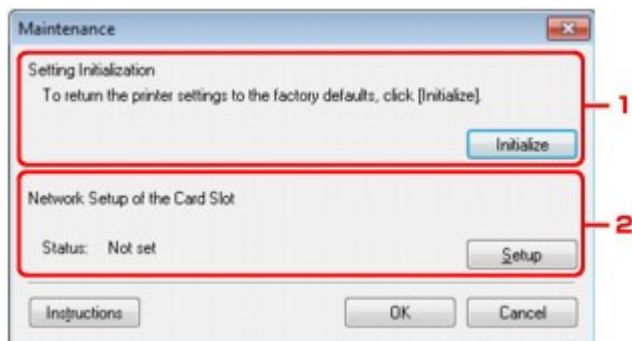 Maintenance
Setting Initialization
To return the printer settings to the factory defaults, click [Initialize].
1
Initialize
Network Setup of the Card Slot
2
Status: Not set
Setup
Instructions OK Cancel